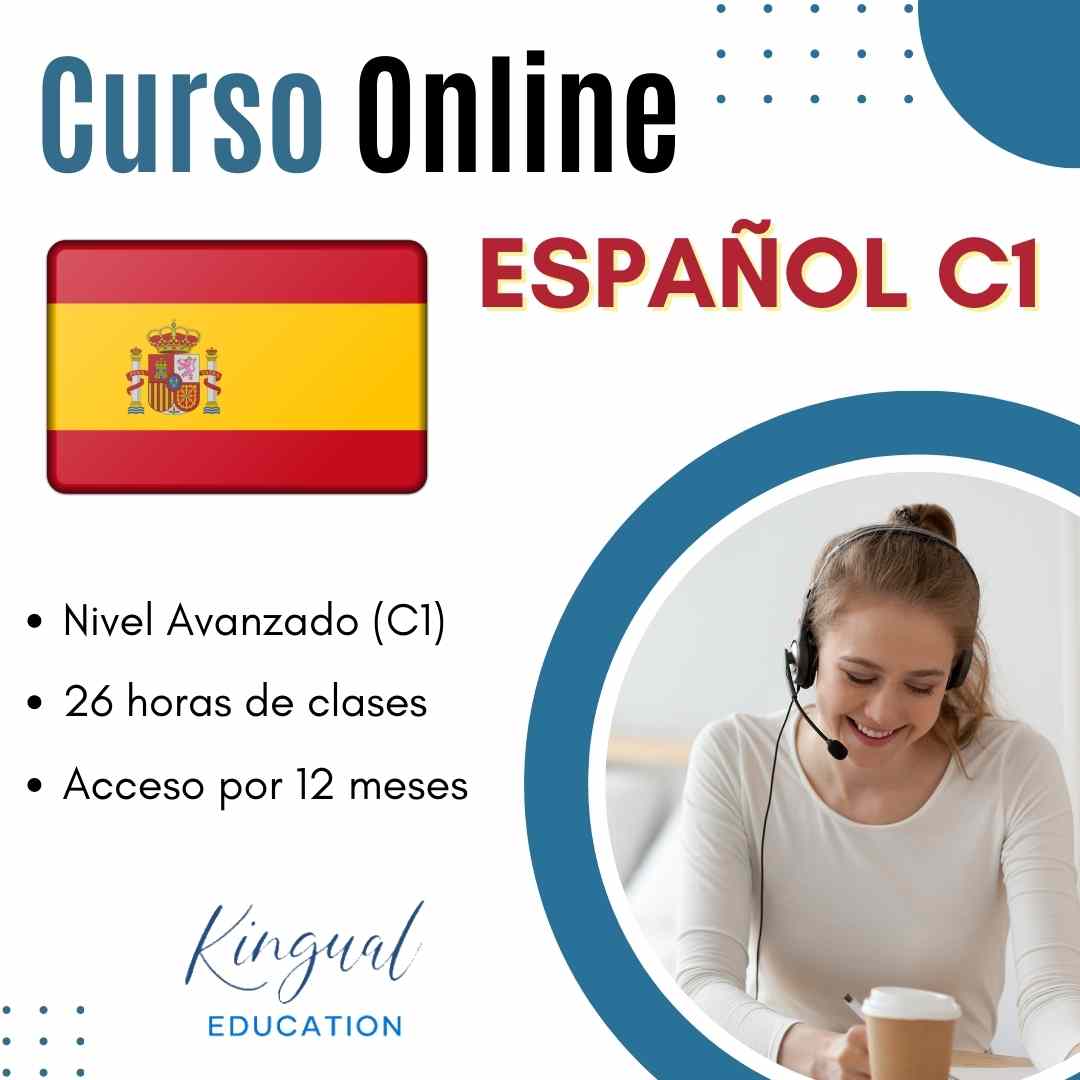 Curso Online
ESPAÑOL C1
• Nivel Avanzado (C1)
• 26 horas de clases
• Acceso por 12 meses
Kingual
EDUCATION